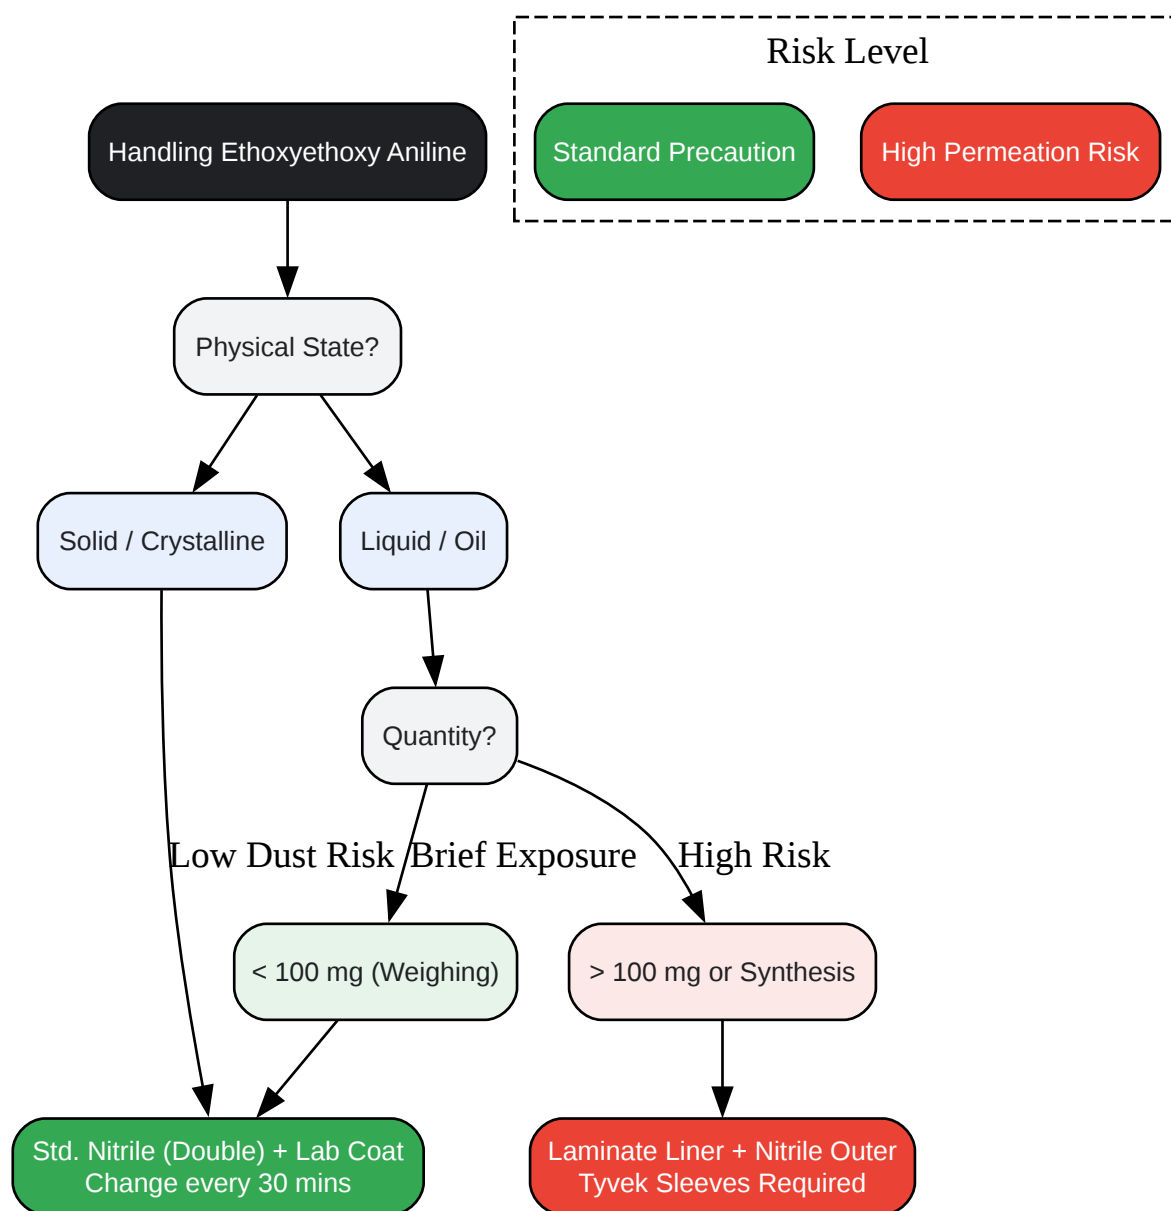 Risk Level
Handling Ethoxyethoxy Aniline
Standard Precaution
High Permeation Risk
Physical State?
Solid / Crystalline
Liquid / Oil
Quantity?
Low Dust Risk
Brief Exposure
High Risk
< 100 mg (Weighing)
> 100 mg or Synthesis
Std. Nitrile (Double) + Lab Coat
Change every 30 mins
Laminate Liner + Nitrile Outer
Tyvek Sleeves Required